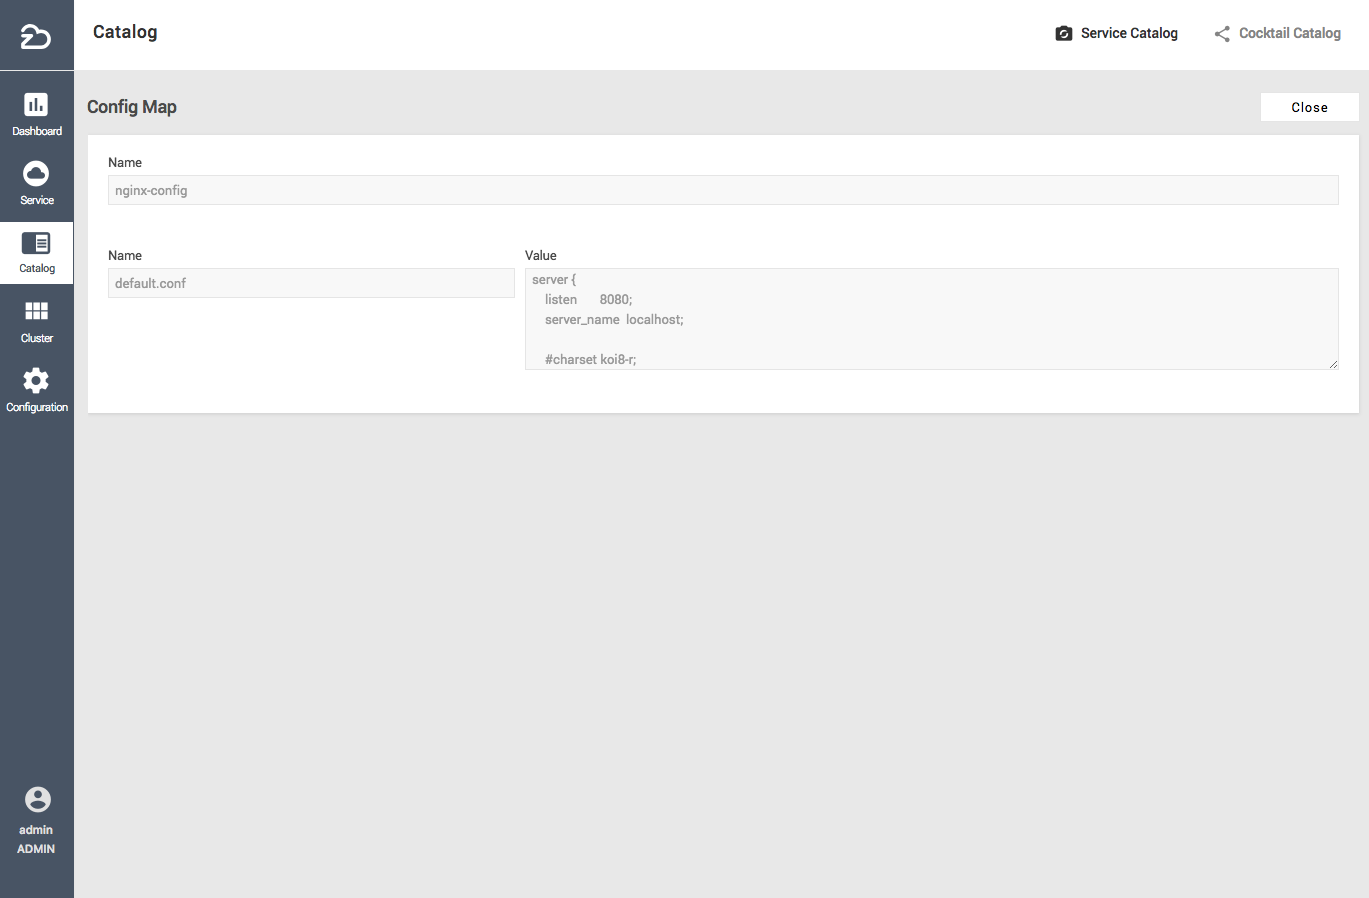 Catalog
Service Catalog
Cocktail Catalog
Dashboard
Service
Catalog
Cluster
Configuration
admin
ADMIN
Config Map
Close
Name
nginx-config
Name
Value
default.conf
server {
    listen       8080;
    server_name  localhost;
    #charset koi8-r;